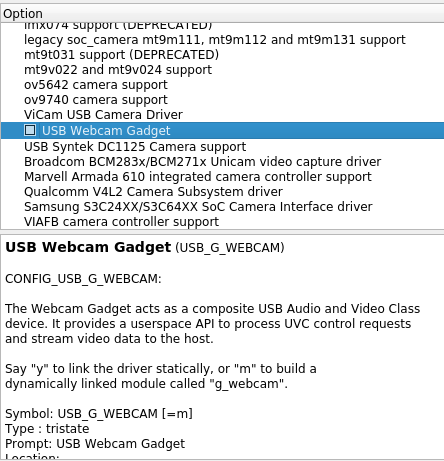 Option
imx074 support (DEPRECATED)
legacy soc_camera mt9m111, mt9m112 and mt9m131 support
mt9t031 support (DEPRECATED)
mt9v022 and mt9v024 support
ov5642 camera support
ov9740 camera support
ViCam USB Camera Driver
USB Webcam Gadget
USB Syntek DC1125 Camera support
Broadcom BCM283x/BCM271x Unicam video capture driver
Marvell Armada 610 integrated camera controller support
Qualcomm V4L2 Camera Subsystem driver
Samsung S3C24XX/S3C64XX SoC Camera Interface driver
VIAFB camera controller support
USB Webcam Gadget (USB_G_WEBCAM)
CONFIG_USB_G_WEBCAM:
The Webcam Gadget acts as a composite USB Audio and Video Class
device. It provides a userspace API to process UVC control requests
and stream video data to the host.
Say "y" to link the driver statically, or "m" to build a
dynamically linked module called "g_webcam".
Symbol: USB_G_WEBCAM [=m]
Type : tristate
Prompt: USB Webcam Gadget
Location: